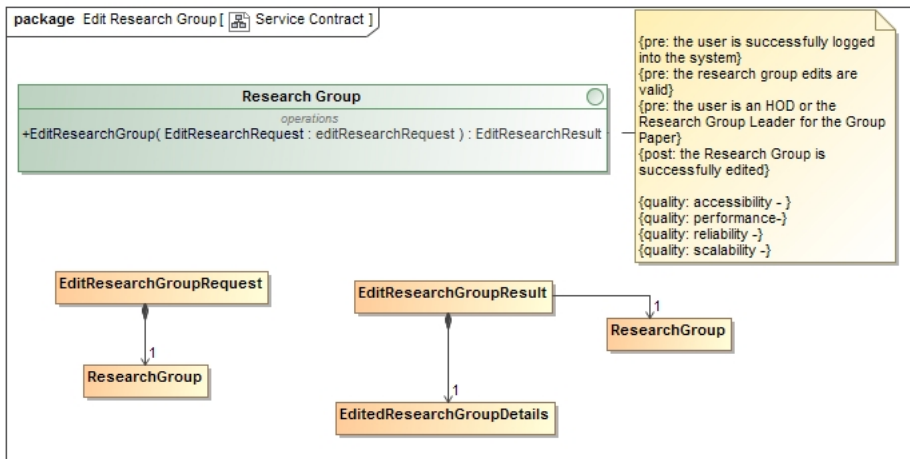 package Edit Research Group [ Service Contract ]
Research Group
operations
+EditResearchGroup( EditResearchRequest : editResearchRequest ) : EditResearchResult
{pre: the user is successfully logged
into the system}
{pre: the research group edits are
valid}
{pre: the user is an HOD or the
Research Group Leader for the Group
Paper}
{post: the Research Group is
successfully edited}
{quality: accessibility - }
{quality: performance-}
{quality: reliability -}
{quality: scalability -}
EditResearchGroupRequest
1
ResearchGroup
EditResearchGroupResult
1
ResearchGroup
1
EditedResearchGroupDetails